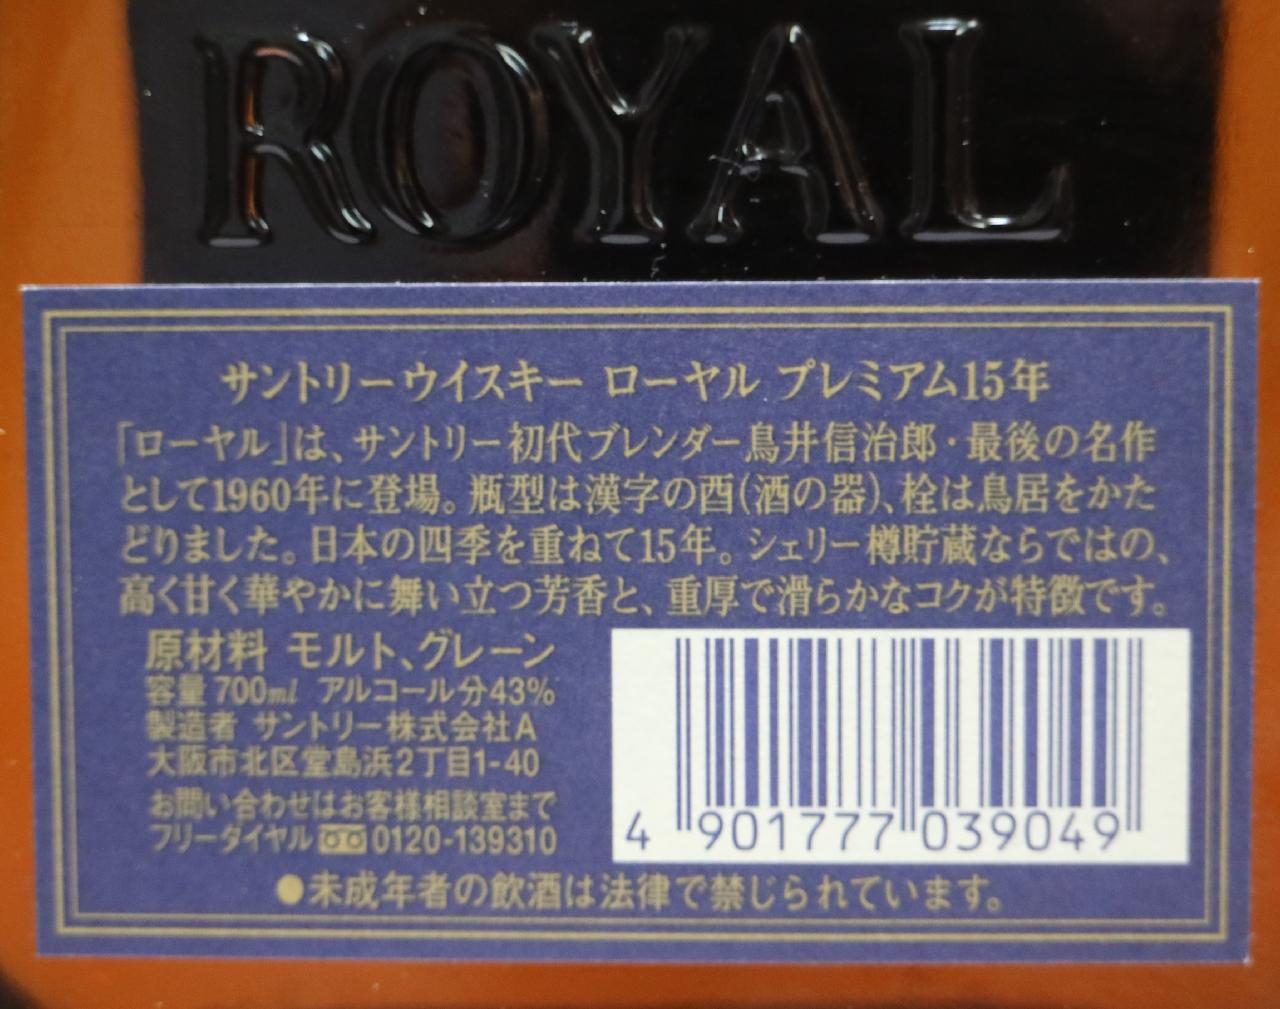 ROYAL
サントリーウイスキー ローヤル プレミアム15年
「ローヤル」は、サントリー初代ブレンダー鳥井信治郎・最後の名作
として1960年に登場。瓶型は漢字の酉(酒の器)、栓は鳥居をかた
どりました。日本の四季を重ねて15年。シェリー樽貯蔵ならではの、
高く甘く華やかに舞い立つ芳香と、重厚で滑らかなコクが特徴です。
原材料 モルト、グレーン
容量 700ml アルコール分43%
製造者 サントリー株式会社A
大阪市北区堂島浜2丁目1-40
お問い合わせはお客様相談室まで
フリーダイヤル 0120-139310
4 901777 039049
●未成年者の飲酒は法律で禁じられています。